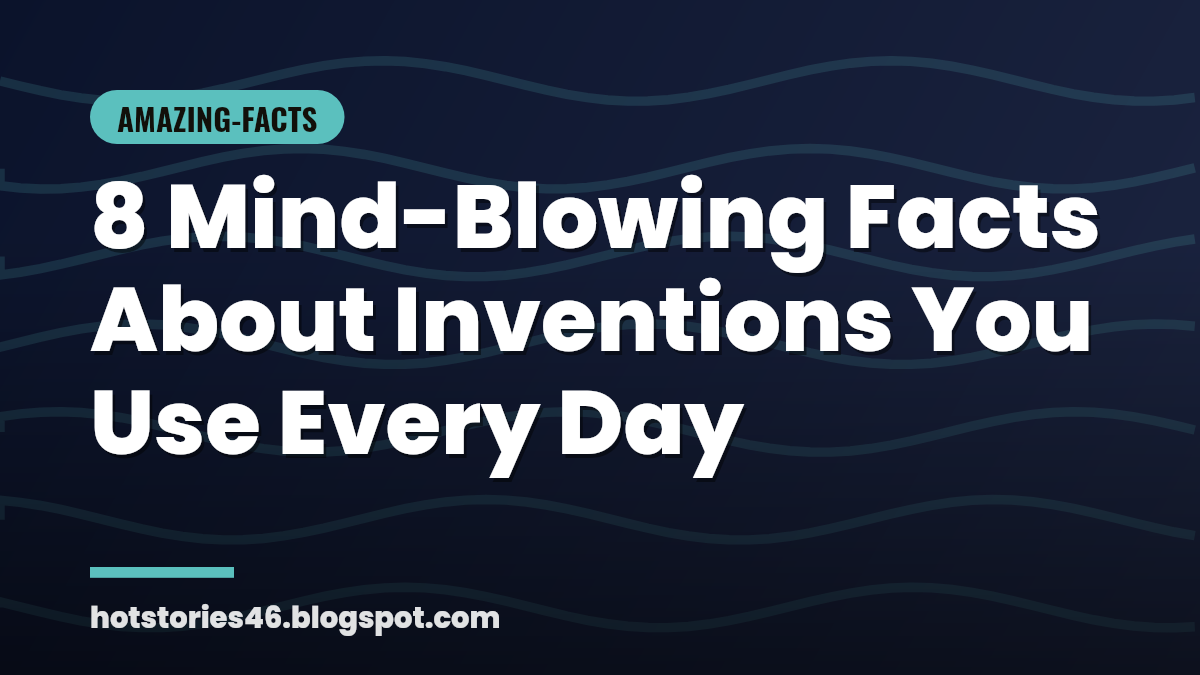 AMAZING-FACTS
8 Mind-Blowing Facts
About Inventions You
Use Every Day
hotstories46.blogspot.com